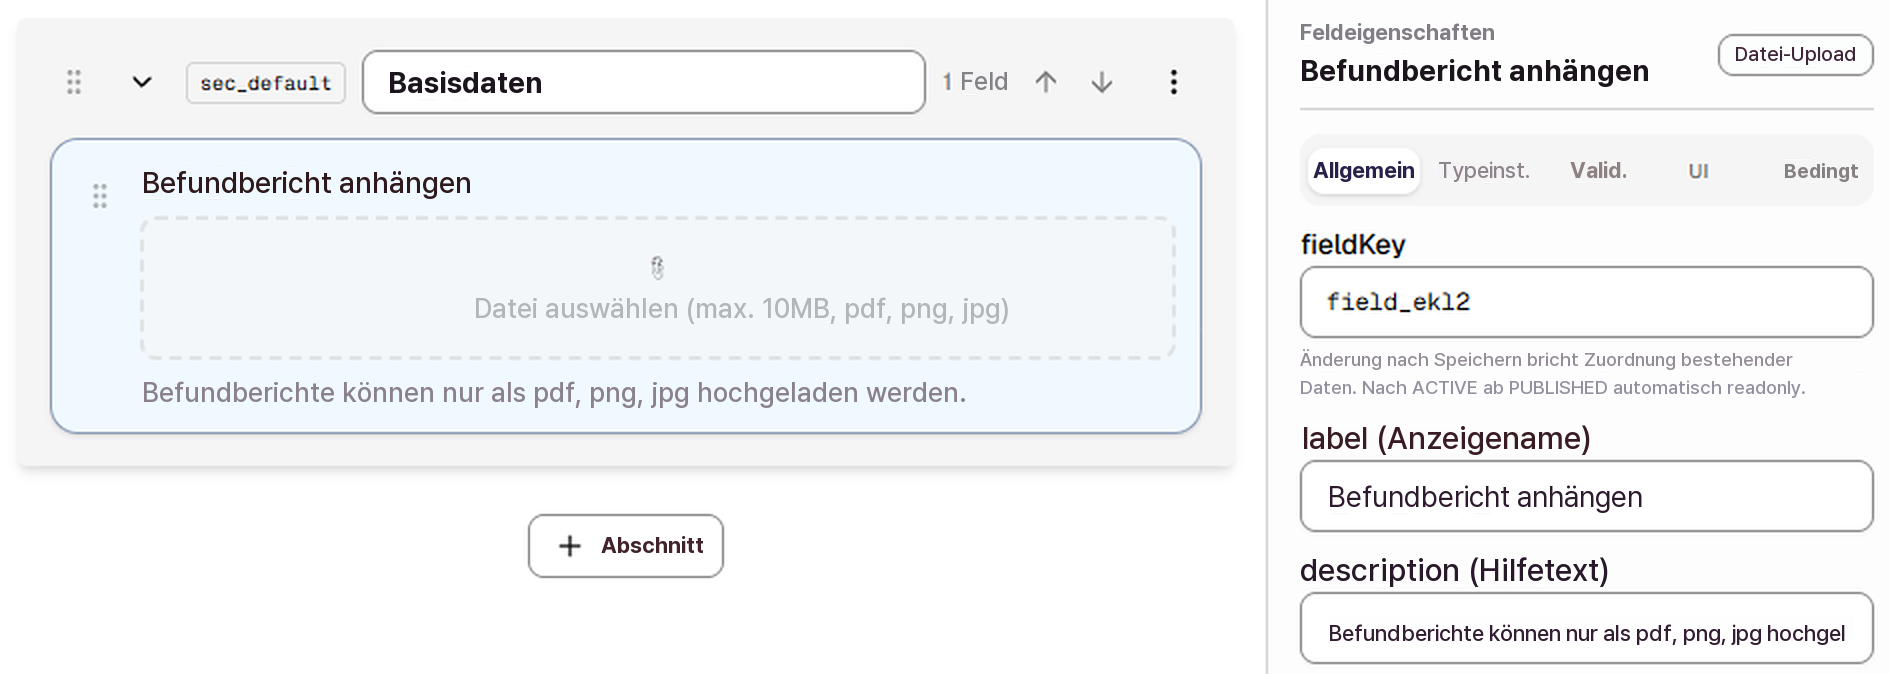 sec_default
Basisdaten
1 Feld
Befundbericht anhängen
Datei auswählen (max. 10MB, pdf, png, jpg)
Befundberichte können nur als pdf, png, jpg hochgeladen werden.
+ Abschnitt
Feldeigenschaften
Befundbericht anhängen
Datei-Upload
Allgemein Typeinst. Valid. UI Bedingt
fieldKey
field_ekl2
Änderung nach Speichern bricht Zuordnung bestehender
Daten. Nach ACTIVE ab PUBLISHED automatisch readonly.
label (Anzeigename)
Befundbericht anhängen
description (Hilfetext)
Befundberichte können nur als pdf, png, jpg hochgel